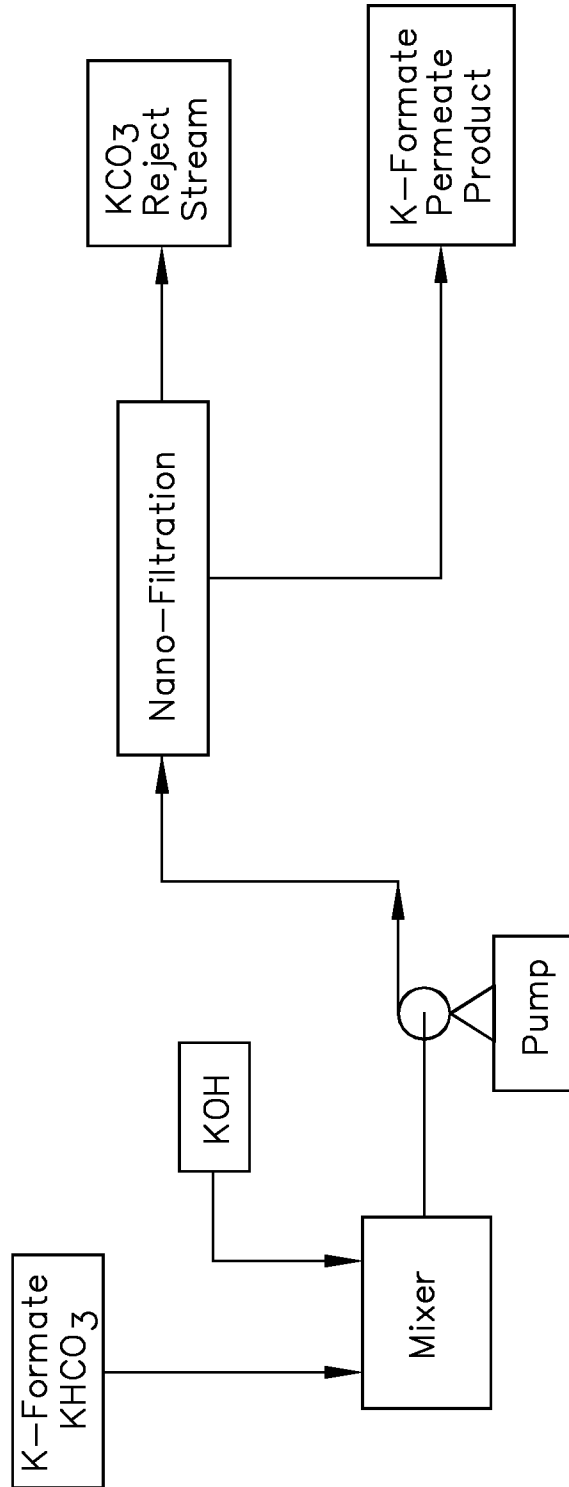 K-Formate
KHCO3
KOH
Mixer
Pump
Nano-Filtration
KCO3
Reject
Stream
K-Formate
Permeate
Product